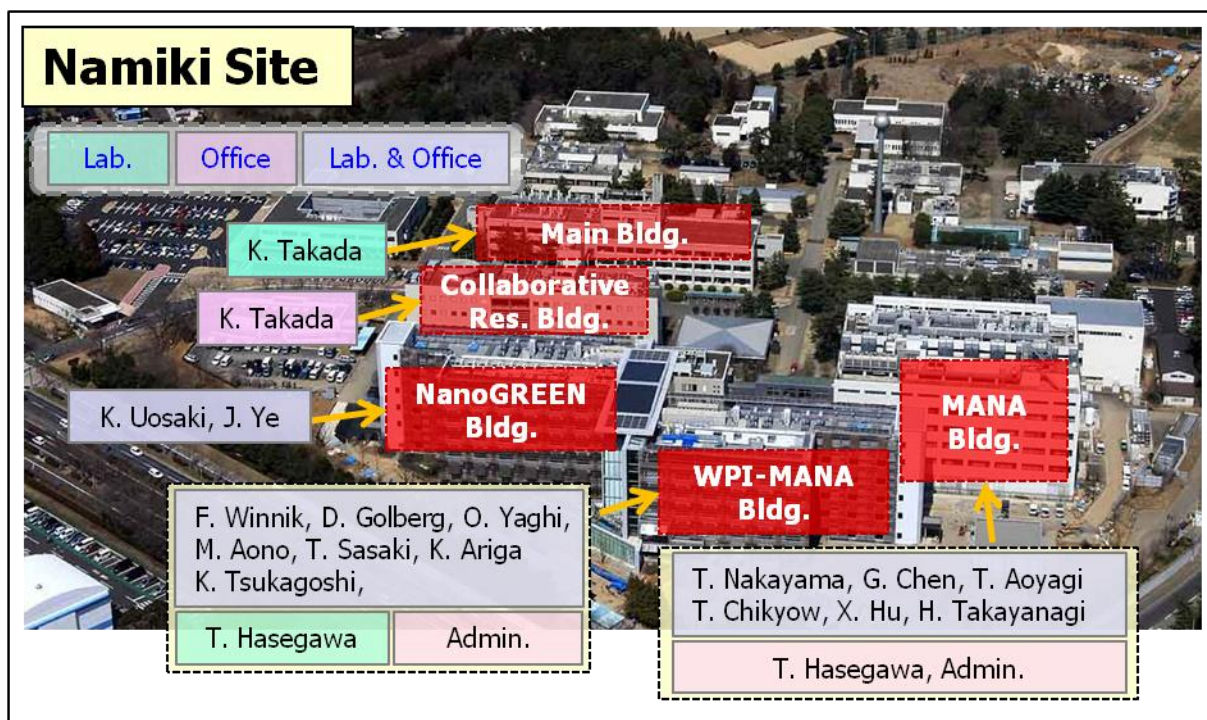 Namiki Site
Lab.
Office
Lab. & Office
K. Takada
Main Bldg.
K. Takada
Collaborative
Res. Bldg.
K. Uosaki, J. Ye
NanoGREEN
Bldg.
MANA
Bldg.
WPI-MANA
Bldg.
F. Winnik, D. Golberg, O. Yaghi,
M. Aono, T. Sasaki, K. Ariga
K. Tsukagoshi,
T. Hasegawa
Admin.
T. Nakayama, G. Chen, T. Aoyagi
T. Chikyow, X. Hu, H. Takayanagi
T. Hasegawa, Admin.